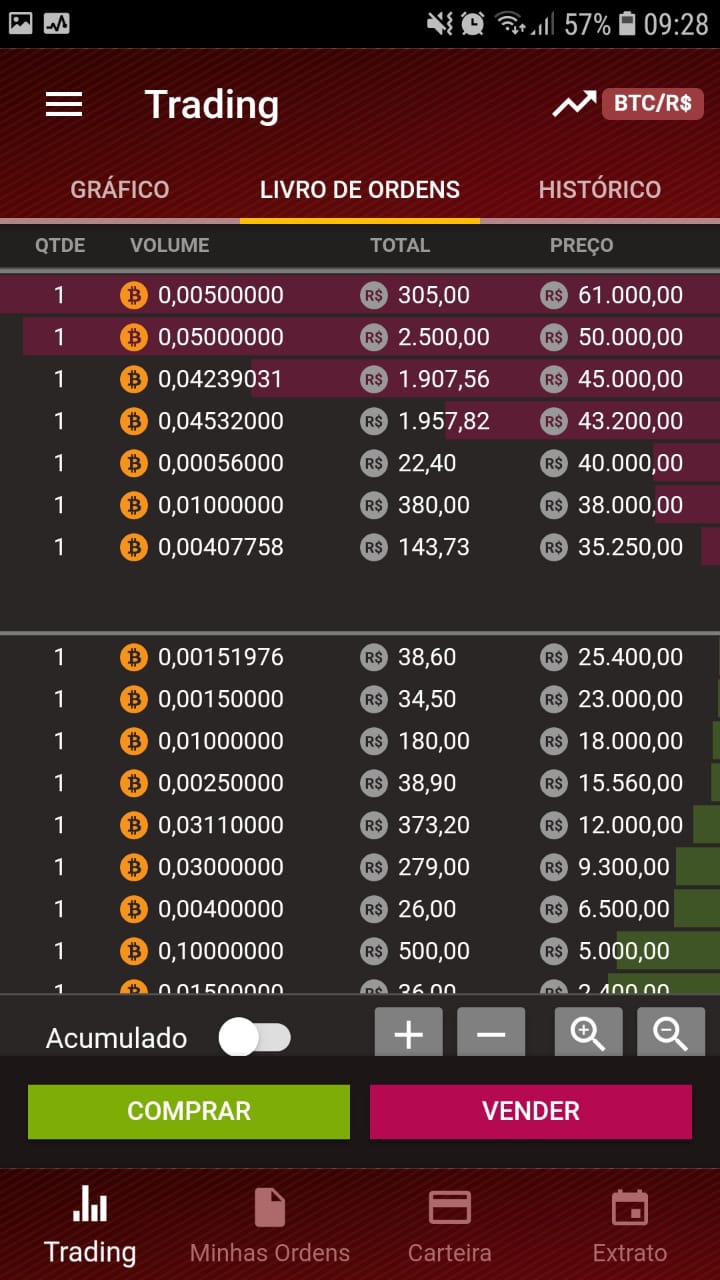 57% 09:28
Trading BTC/R$
GRÁFICO LIVRO DE ORDENS HISTÓRICO
QTDE VOLUME TOTAL PREÇO
1 0,00500000 R$ 305,00 R$ 61.000,00
1 0,05000000 R$ 2.500,00 R$ 50.000,00
1 0,04239031 R$ 1.907,56 R$ 45.000,00
1 0,04532000 R$ 1.957,82 R$ 43.200,00
1 0,00056000 R$ 22,40 R$ 40.000,00
1 0,01000000 R$ 380,00 R$ 38.000,00
1 0,00407758 R$ 143,73 R$ 35.250,00
1 0,00151976 R$ 38,60 R$ 25.400,00
1 0,00150000 R$ 34,50 R$ 23.000,00
1 0,01000000 R$ 180,00 R$ 18.000,00
1 0,00250000 R$ 38,90 R$ 15.560,00
1 0,03110000 R$ 373,20 R$ 12.000,00
1 0,03000000 R$ 279,00 R$ 9.300,00
1 0,00400000 R$ 26,00 R$ 6.500,00
1 0,10000000 R$ 500,00 R$ 5.000,00
1 0,01500000 R$ 36,00 R$ 2.400,00
Acumulado
COMPRAR VENDER
Trading Minhas Ordens Carteira Extrato